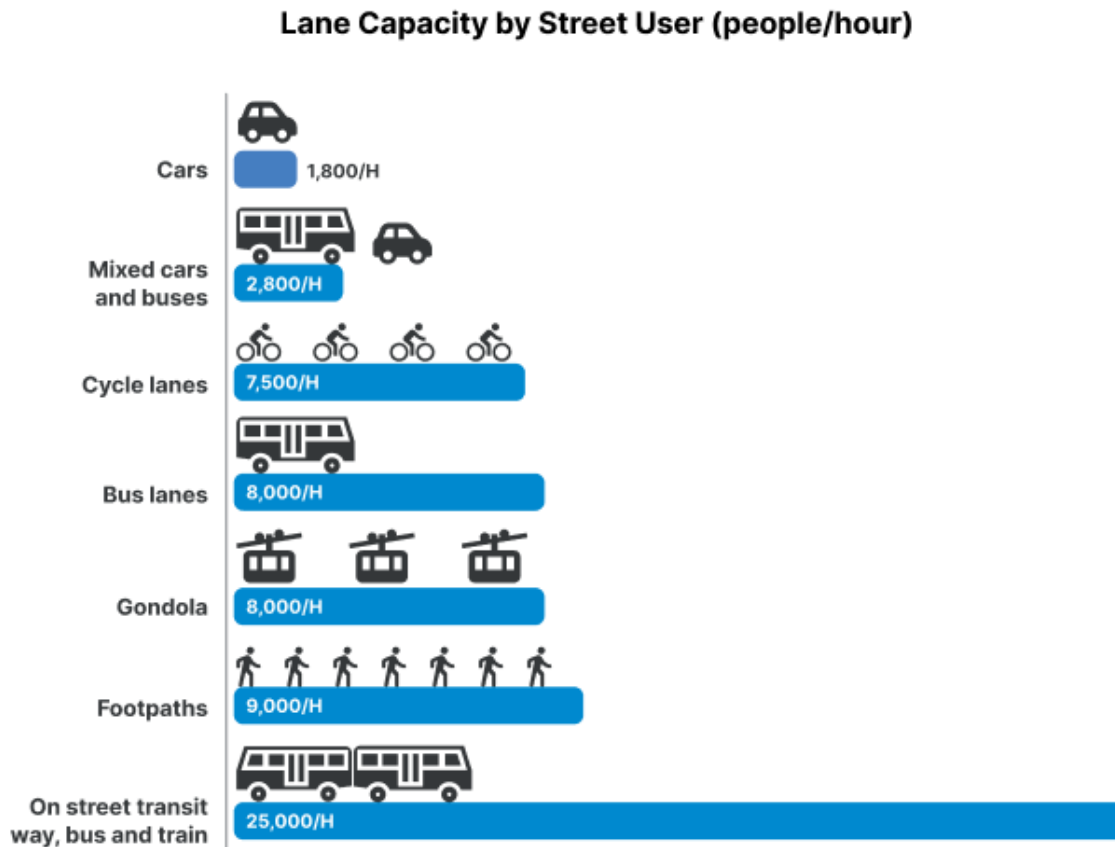 Lane Capacity by Street User (people/hour)
Cars
1,800/H
Mixed cars
and buses
2,800/H
Cycle lanes
7,500/H
Bus lanes
8,000/H
Gondola
8,000/H
Footpaths
9,000/H
On street transit
way, bus and train
25,000/H